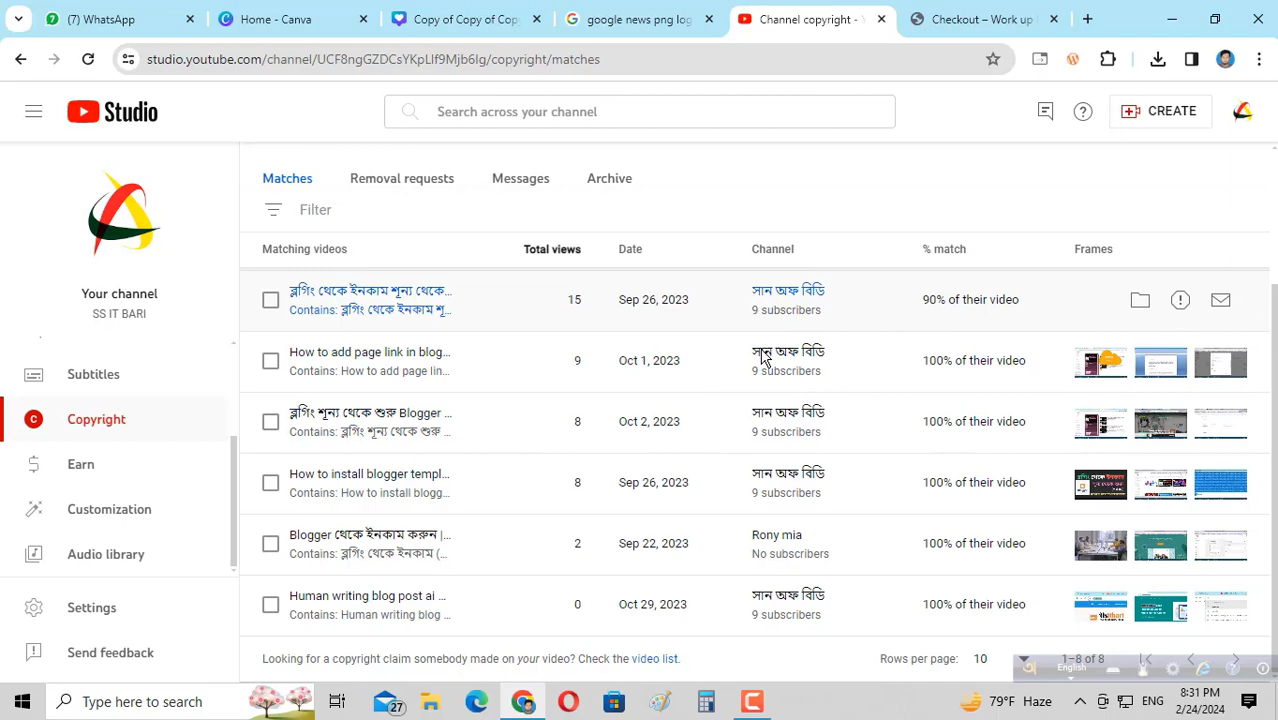 (7) WhatsApp
Home - Canva
Copy of Copy of Cop
google news png log
Channel copyright -
Checkout – Work up
studio.youtube.com/channel/UCF8ngGZDCsYKpLlf9Mjb6Ig/copyright/matches
Studio
Search across your channel
CREATE
Your channel
SS IT BARI
Subtitles
Copyright
Earn
Customization
Audio library
Settings
Send feedback
Matches Removal requests Messages Archive
Filter
Matching videos Total views Date Channel % match Frames
ব্লগিং থেকে ইনকাম শূন্য থেকে... 15 Sep 26, 2023 সান অফ বিডি 90% of their video
Contains: ব্লগিং থেকে ইনকাম শূ... 9 subscribers
How to add page link in blog... 9 Oct 1, 2023 সান অফ বিডি 100% of their video
Contains: How to add page lin... 9 subscribers
ব্লগিং শূন্য থেকে শুরু Blogger ... 8 Oct 2, 2023 সান অফ বিডি 100% of their video
Contains: ব্লগিং শূন্য থেকে শুরু... 9 subscribers
How to install blogger templ... 8 Sep 26, 2023 সান অফ বিডি 100% of their video
Contains: How to install blogg... 9 subscribers
Blogger থেকে ইনকাম করুন |... 2 Sep 22, 2023 Rony mia 100% of their video
Contains: ব্লগিং থেকে ইনকাম (... No subscribers
Human writing blog post ai ... 0 Oct 29, 2023 সান অফ বিডি 100% of their video
Contains: Human writing blog... 9 subscribers
Looking for a copyright claim somebody made on your video? Check the video list.
Rows per page: 10 1–8 of 8
English
Type here to search
27
79°F Haze
ENG
8:31 PM
2/24/2024